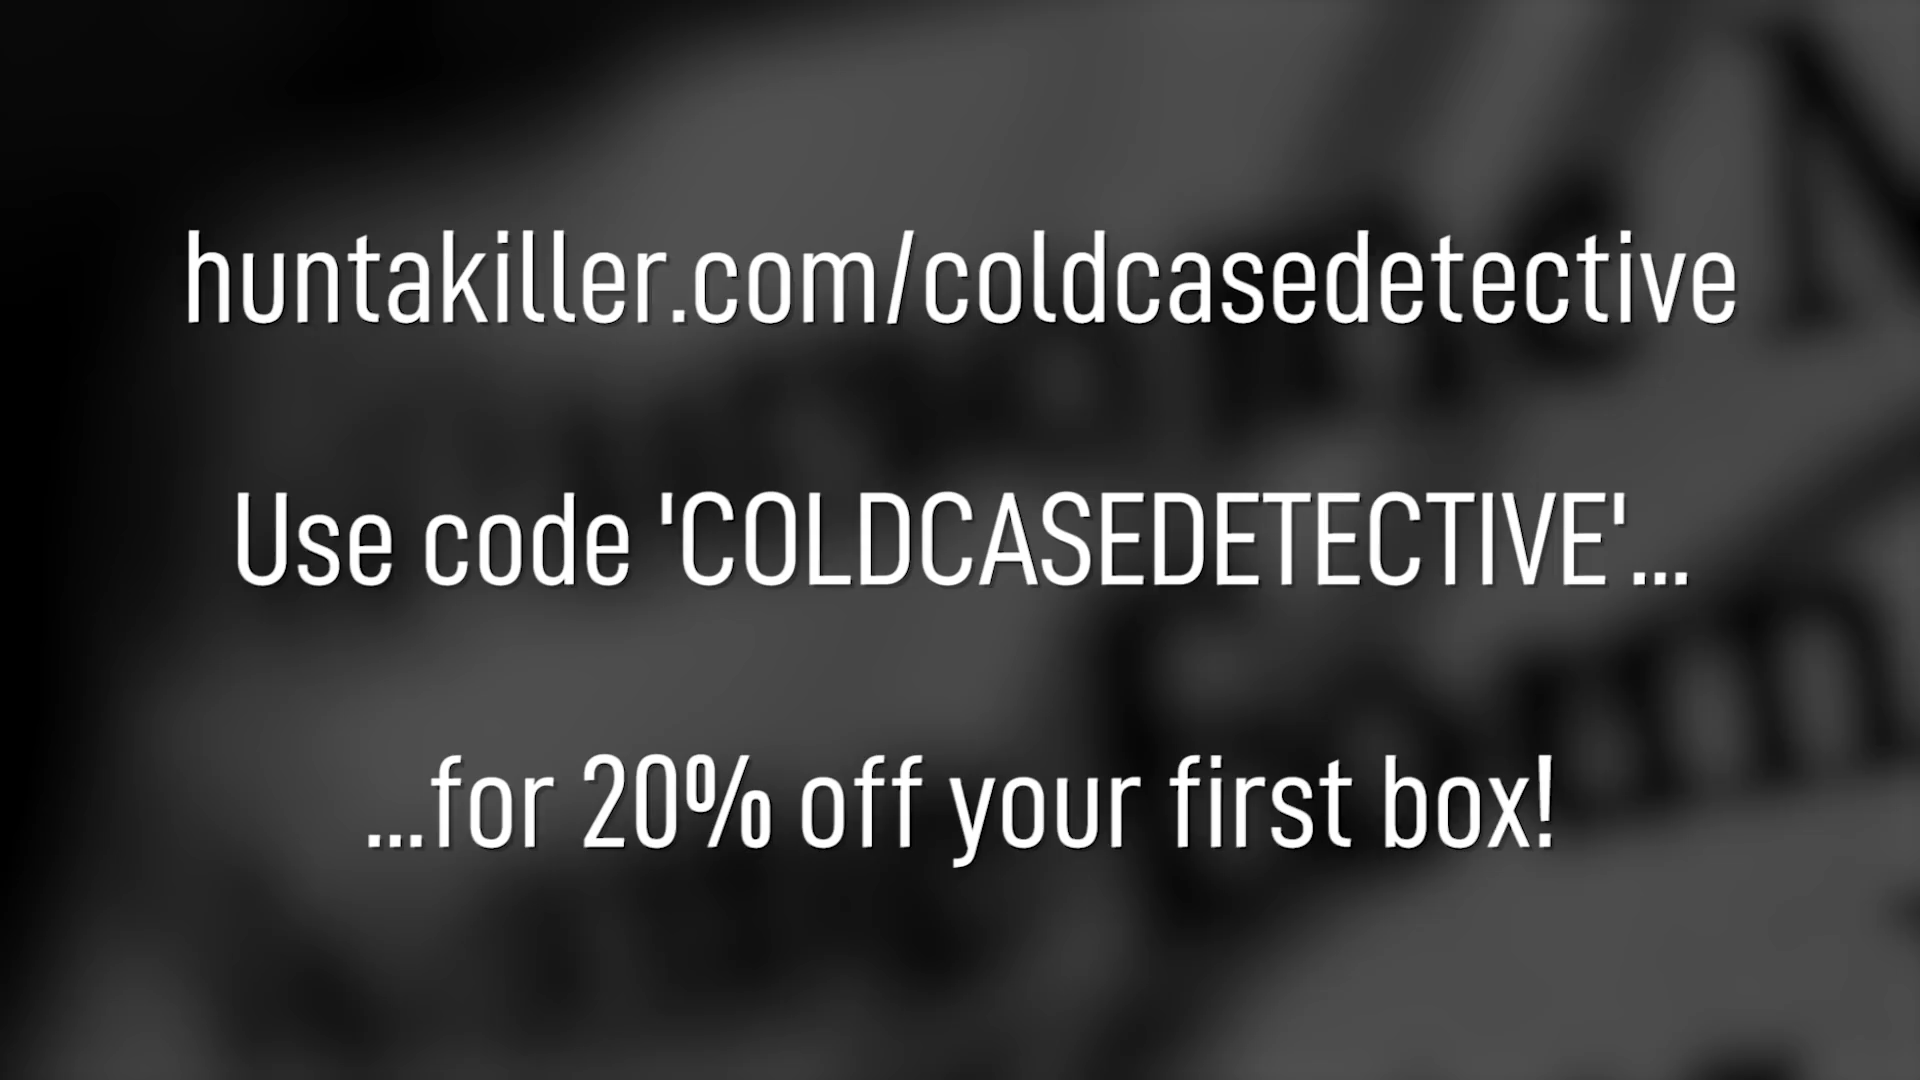 huntakiller.com/coldcasedetective
Use code 'COLDCASEDETECTIVE'...
...for 20% off your first box!